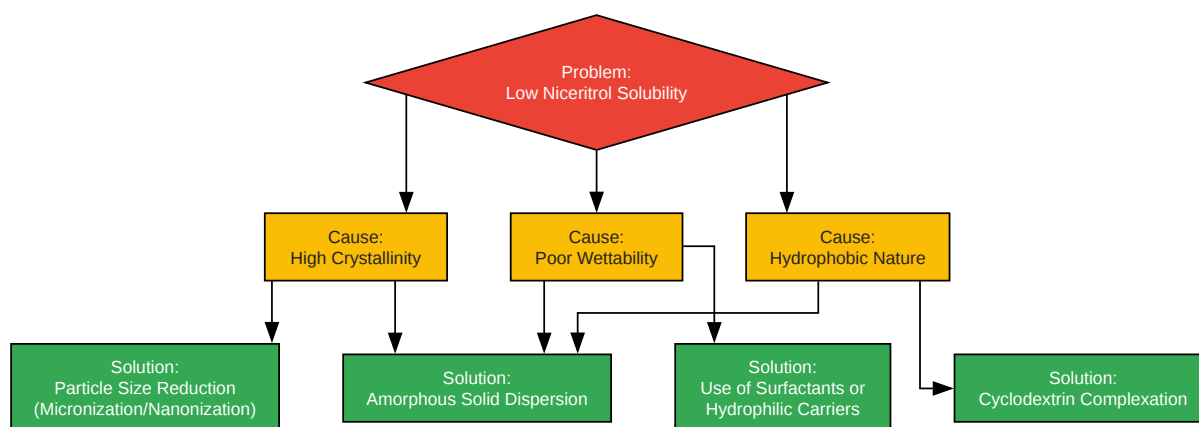 Problem:
Low Niceritrol Solubility
Cause:
High Crystallinity
Cause:
Poor Wettability
Cause:
Hydrophobic Nature
Solution:
Particle Size Reduction
(Micronization/Nanonization)
Solution:
Amorphous Solid Dispersion
Solution:
Use of Surfactants or
Hydrophilic Carriers
Solution:
Cyclodextrin Complexation